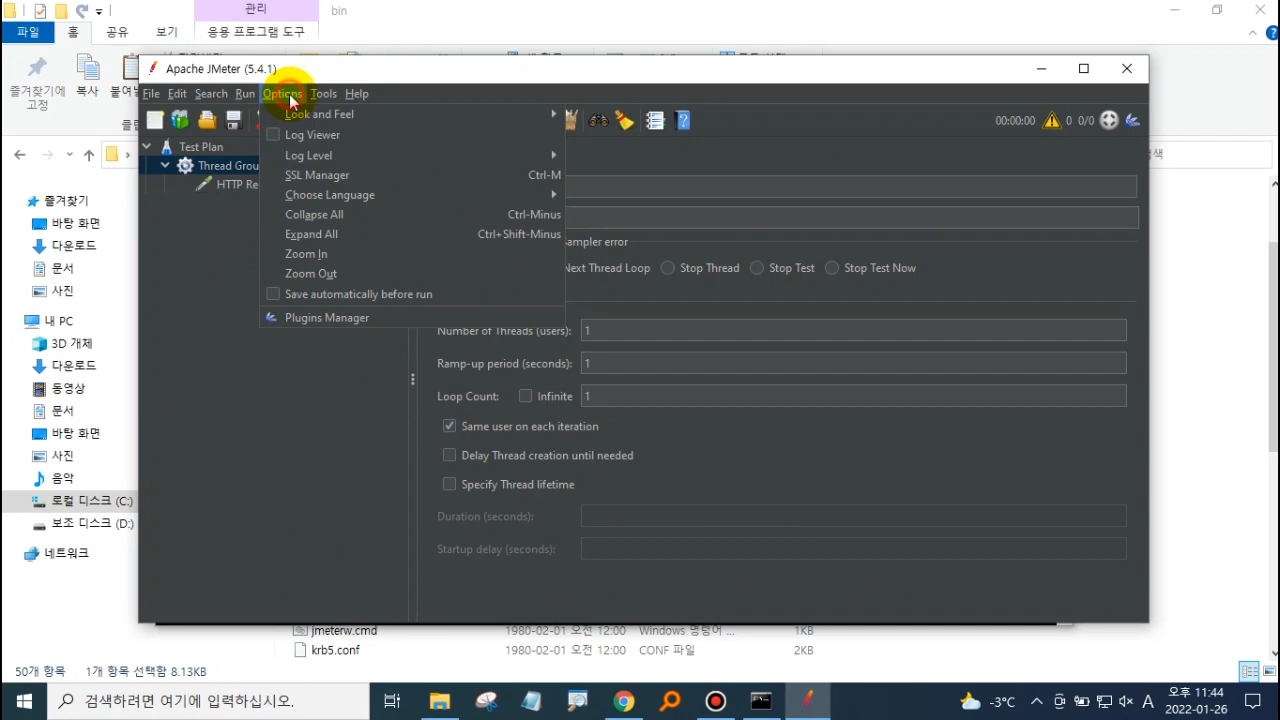 관리
bin
파일
홈
공유
보기
응용 프로그램 도구
즐겨찾기에
고정
복사
Apache JMeter (5.4.1)
File Edit Search Run Options Tools Help
Look and Feel
Log Viewer
Log Level
SSL Manager Ctrl-M
Choose Language
Collapse All Ctrl-Minus
Expand All Ctrl+Shift-Minus
Zoom In
Zoom Out
Save automatically before run
Plugins Manager
00:00:00 0 0/0
Test Plan
Thread Grou
HTTP Re
Next Thread Loop Stop Thread Stop Test Stop Test Now
Number of Threads (users): 1
Ramp-up period (seconds): 1
Loop Count: Infinite 1
Same user on each iteration
Delay Thread creation until needed
Specify Thread lifetime
Duration (seconds):
Startup delay (seconds):
즐겨찾기
바탕 화면
다운로드
문서
사진
내 PC
3D 개체
다운로드
동영상
문서
바탕 화면
사진
음악
로컬 디스크 (C:)
보조 디스크 (D:)
네트워크
jmeterw.cmd 1980-02-01 오전 12:00 Windows 명령어 ... 1KB
krb5.conf 1980-02-01 오전 12:00 CONF 파일 2KB
50개 항목 1개 항목 선택함 8.13KB
검색하려면 여기에 입력하십시오.
-3°C
A
오후 11:44
2022-01-26